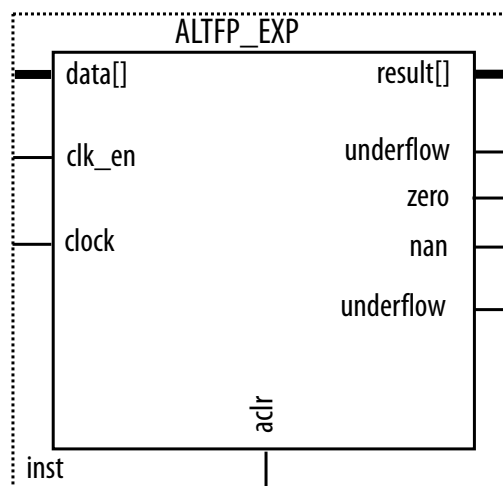 ALTFP_EXP
data[] result[]
clk_en underflow
zero
clock nan
underflow
aclr
inst